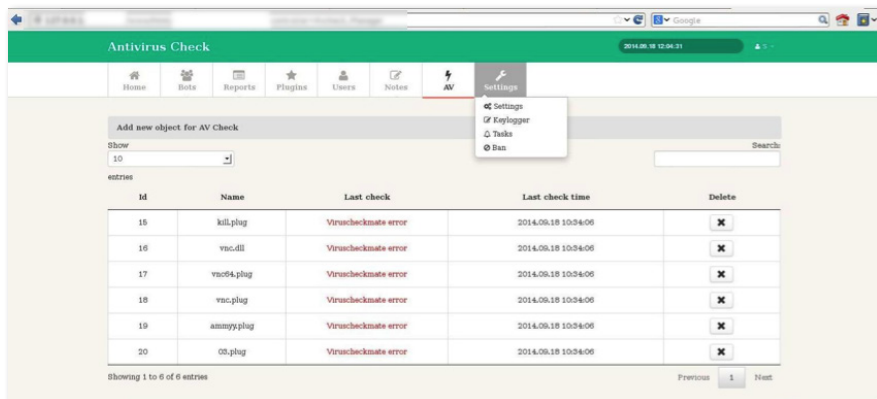 Google
Antivirus Check
2014.09.18 12:04:31
Home Bots Reports Plugins Users Notes AV Settings
Settings
Keylogger
Tasks
Ban
Add new object for AV Check
Show
Search:
10
entries
Id Name Last check Last check time Delete
15 kill.plug Viruscheckmate error 2014.09.18 10:34:06
16 vnc.dll Viruscheckmate error 2014.09.18 10:34:06
17 vnc64.plug Viruscheckmate error 2014.09.18 10:34:06
18 vnc.plug Viruscheckmate error 2014.09.18 10:34:06
19 ammyy.plug Viruscheckmate error 2014.09.18 10:34:06
20 03.plug Viruscheckmate error 2014.09.18 10:34:06
Showing 1 to 6 of 6 entries
Previous 1 Next